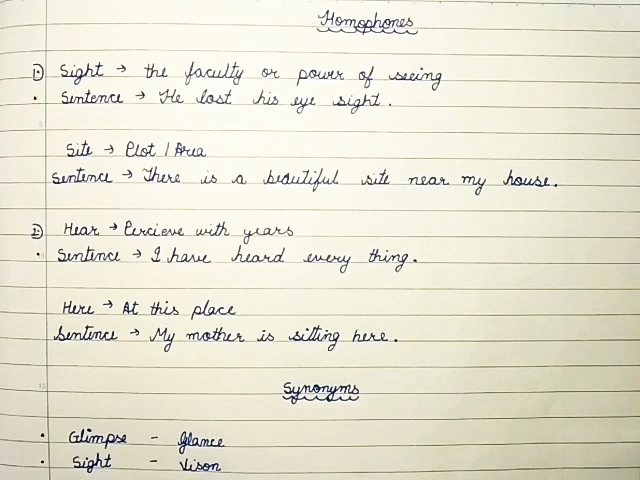 Homophones
1. Sight → the faculty or power of seeing
• Sentence → He lost his eye sight.
Site → Plot / Area
Sentence → There is a beautiful site near my house.
2. Hear → Percieve with years
• Sentence → I have heard every thing.
Here → At this place
Sentence → My mother is sitting here.
Synonyms
• Glimpse - glance
• Sight - Vison